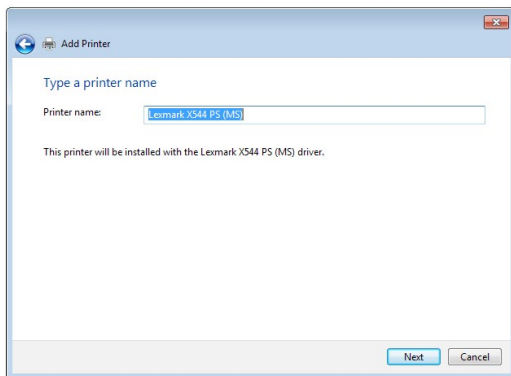 Add Printer
Type a printer name
Printer name: Lexmark X544 PS (MS)
This printer will be installed with the Lexmark X544 PS (MS) driver.
Next Cancel